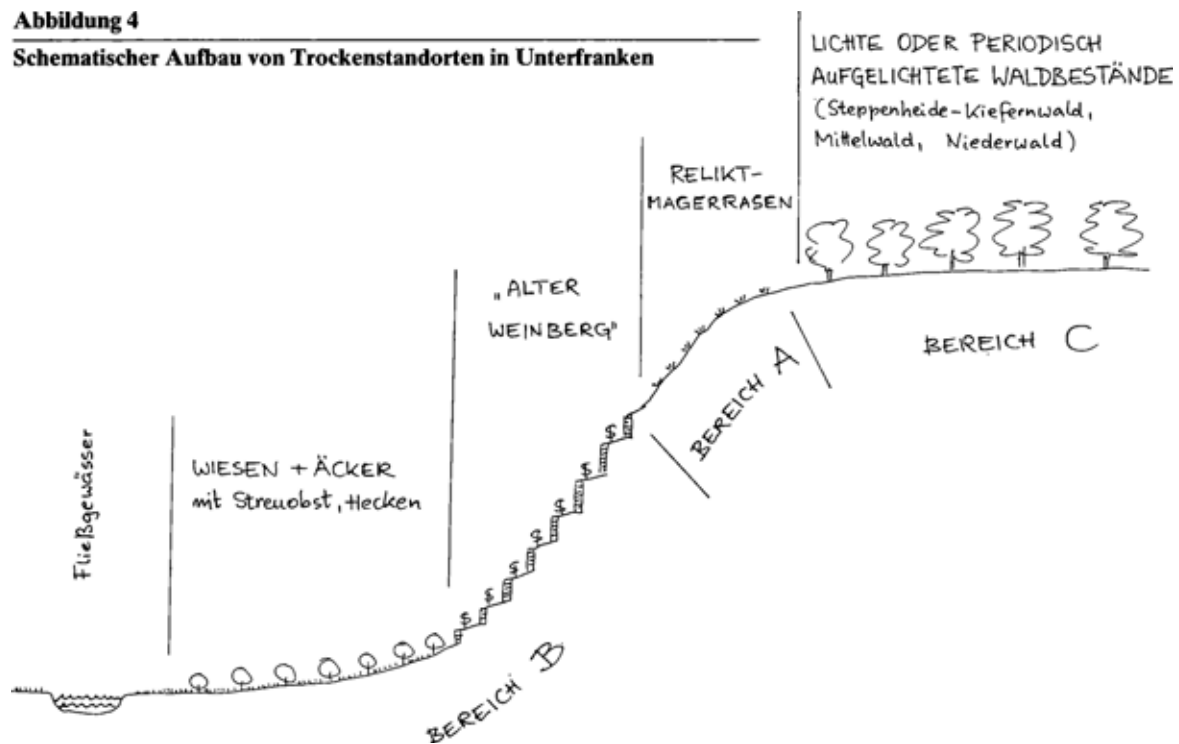 Abbildung 4
Schematischer Aufbau von Trockenstandorten in Unterfranken
LICHTE ODER PERIODISCH
AUFGELICHTETE WALDBESTÄNDE
(Steppenheide-Kiefernwald,
Mittelwald, Niederwald)
RELIKT-
MAGERRASEN
„ALTER
WEINBERG"
WIESEN + ÄCKER
mit Streuobst, Hecken
Fließgewässer
BEREICH A
BEREICH B
BEREICH C